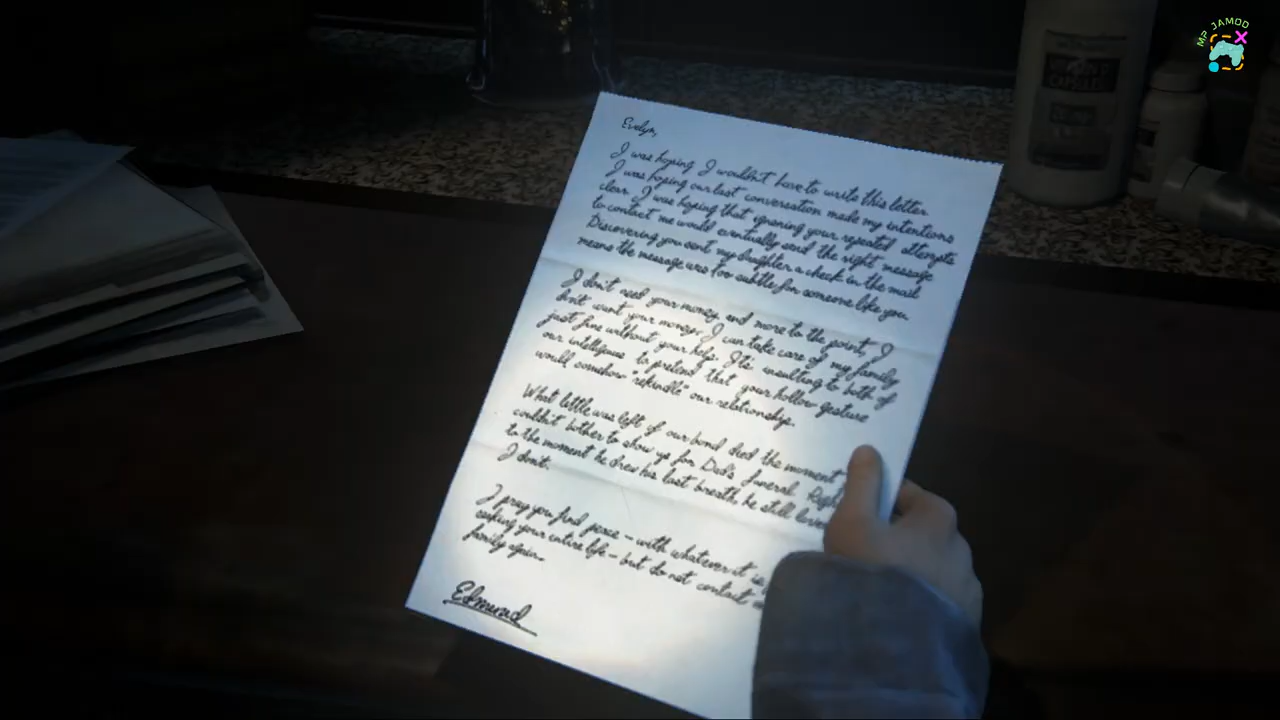 MP JAMOD
Evelyn,
I was hoping I wouldn't have to write this letter.
I was hoping our last conversation made my intentions
clear. I was hoping that ignoring your repeated attempts
to contact me would eventually send the right message.
Discovering you sent my daughter a check in the mail
means the message was too subtle for someone like you.
I don't need your money, and more to the point, I
don't want your money. I can take care of my family
just fine without your help. It's insulting to both of
our intelligence to pretend that your hollow gesture
would somehow "rekindle" our relationship.
What little was left of our bond died the moment
couldn't bother to show up for Dad's funeral. Righ
to the moment he drew his last breath, he still love
I don't.
I pray you find peace - with whatever it is
seeking your entire life - but do not contact
family again.
Edmund